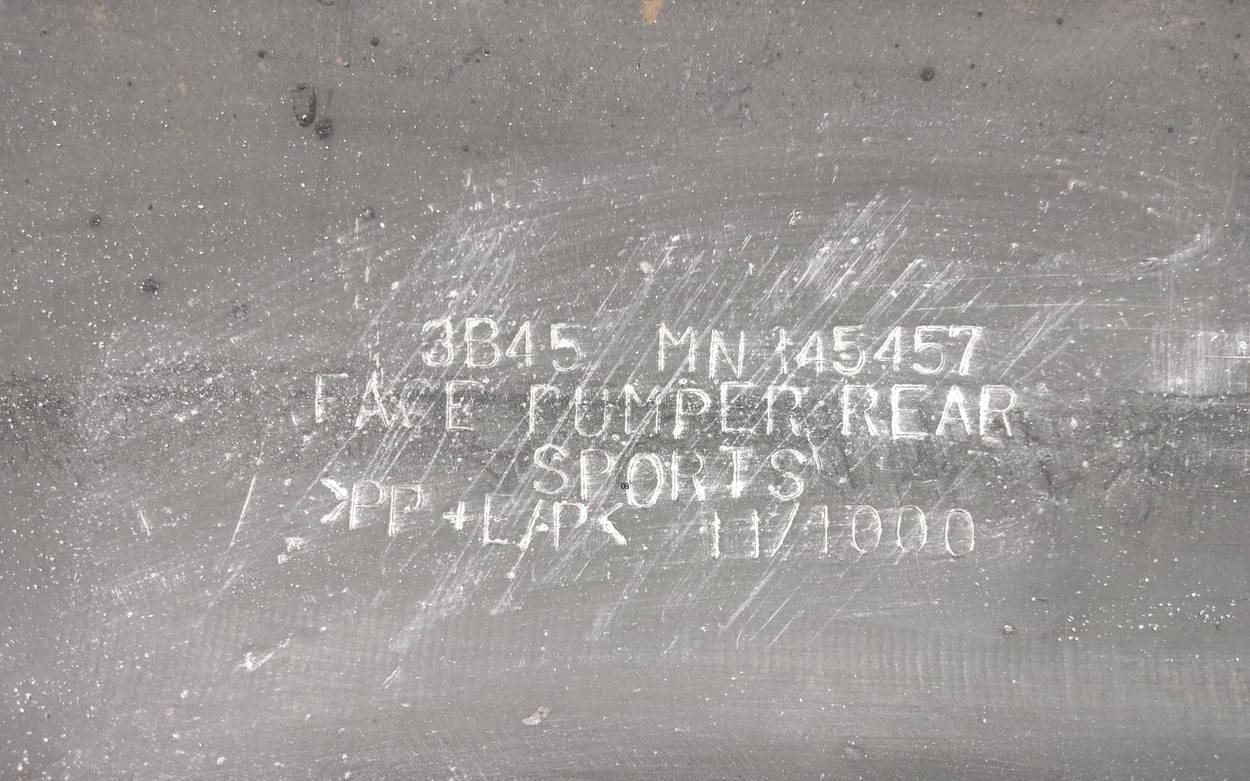 3B45 MN145457
FACE BUMPER REAR
SPORTS
>PP+E/P< 11/1000